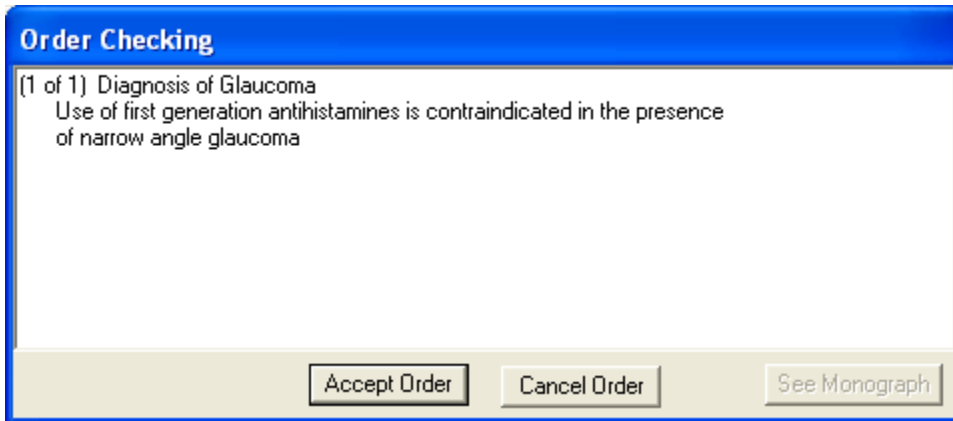 Order Checking
(1 of 1) Diagnosis of Glaucoma
Use of first generation antihistamines is contraindicated in the presence
of narrow angle glaucoma
Accept Order
Cancel Order
See Monograph